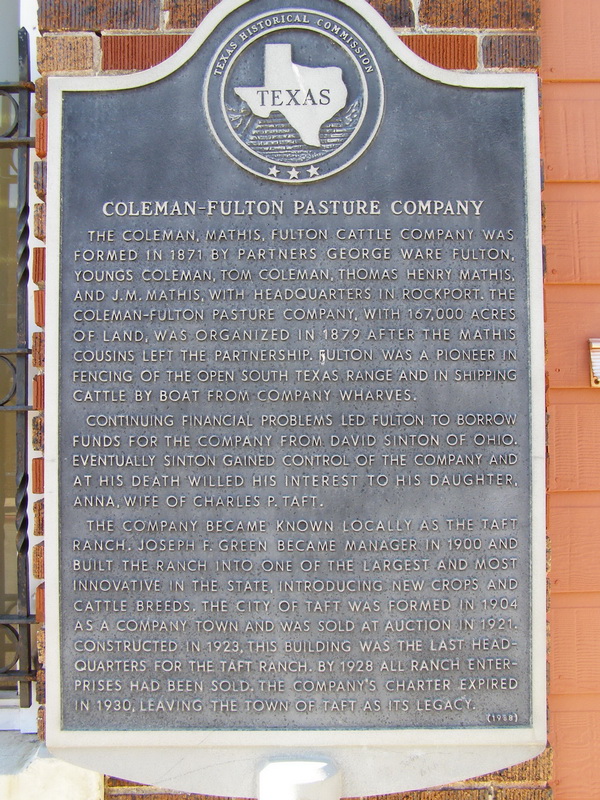 TEXAS HISTORICAL COMMISSION
TEXAS
COLEMAN-FULTON PASTURE COMPANY
THE COLEMAN, MATHIS, FULTON CATTLE COMPANY WAS
FORMED IN 1871 BY PARTNERS GEORGE WARE FULTON,
YOUNGS COLEMAN, TOM COLEMAN, THOMAS HENRY MATHIS,
AND J.M. MATHIS, WITH HEADQUARTERS IN ROCKPORT. THE
COLEMAN-FULTON PASTURE COMPANY, WITH 167,000 ACRES
OF LAND, WAS ORGANIZED IN 1879 AFTER THE MATHIS
COUSINS LEFT THE PARTNERSHIP. FULTON WAS A PIONEER IN
FENCING OF THE OPEN SOUTH TEXAS RANGE AND IN SHIPPING
CATTLE BY BOAT FROM COMPANY WHARVES.
CONTINUING FINANCIAL PROBLEMS LED FULTON TO BORROW
FUNDS FOR THE COMPANY FROM DAVID SINTON OF OHIO.
EVENTUALLY SINTON GAINED CONTROL OF THE COMPANY AND
AT HIS DEATH WILLED HIS INTEREST TO HIS DAUGHTER,
ANNA, WIFE OF CHARLES P. TAFT.
THE COMPANY BECAME KNOWN LOCALLY AS THE TAFT
RANCH. JOSEPH F. GREEN BECAME MANAGER IN 1900 AND
BUILT THE RANCH INTO ONE OF THE LARGEST AND MOST
INNOVATIVE IN THE STATE, INTRODUCING NEW CROPS AND
CATTLE BREEDS. THE CITY OF TAFT WAS FORMED IN 1904
AS A COMPANY TOWN AND WAS SOLD AT AUCTION IN 1921.
CONSTRUCTED IN 1923, THIS BUILDING WAS THE LAST HEAD-
QUARTERS FOR THE TAFT RANCH. BY 1928 ALL RANCH ENTER-
PRISES HAD BEEN SOLD. THE COMPANY'S CHARTER EXPIRED
IN 1930, LEAVING THE TOWN OF TAFT AS ITS LEGACY.
(1988)